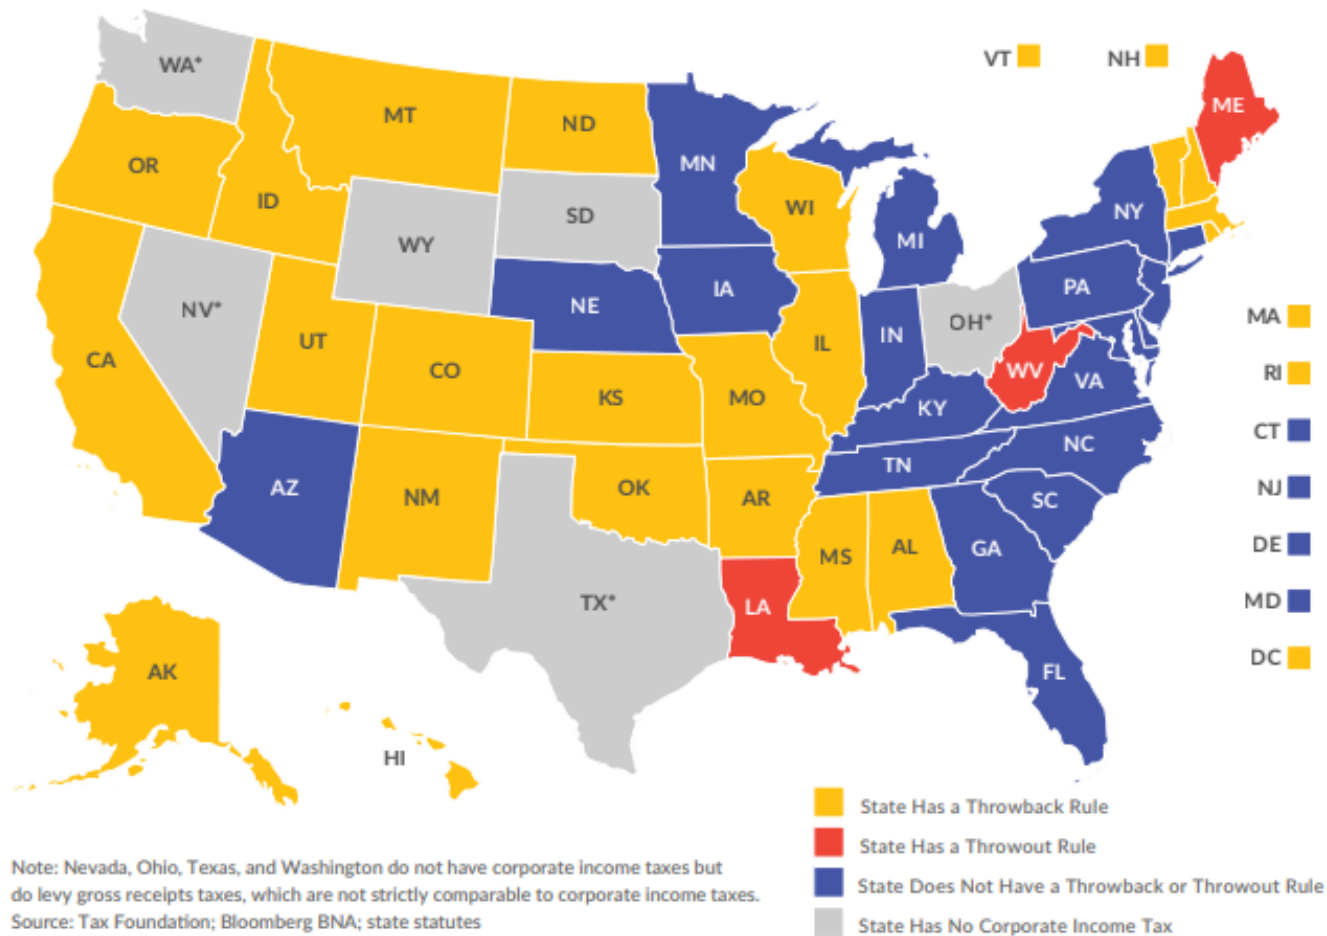 VT
NH
WA*
ME
MT
ND
OR
MN
ID
SD
WI
NY
WY
MI
IA
PA
NE
NV*
OH*
MA
IN
UT
IL
CA
CO
WV
RI
VA
KS
MO
KY
CT
NC
TN
AZ
OK
NJ
NM
AR
SC
DE
MS
AL
GA
TX*
LA
MD
DC
AK
FL
HI
State Has a Throwback Rule
State Has a Throwout Rule
State Does Not Have a Throwback or Throwout Rule
State Has No Corporate Income Tax
Note: Nevada, Ohio, Texas, and Washington do not have corporate income taxes but
do levy gross receipts taxes, which are not strictly comparable to corporate income taxes.
Source: Tax Foundation; Bloomberg BNA; state statutes